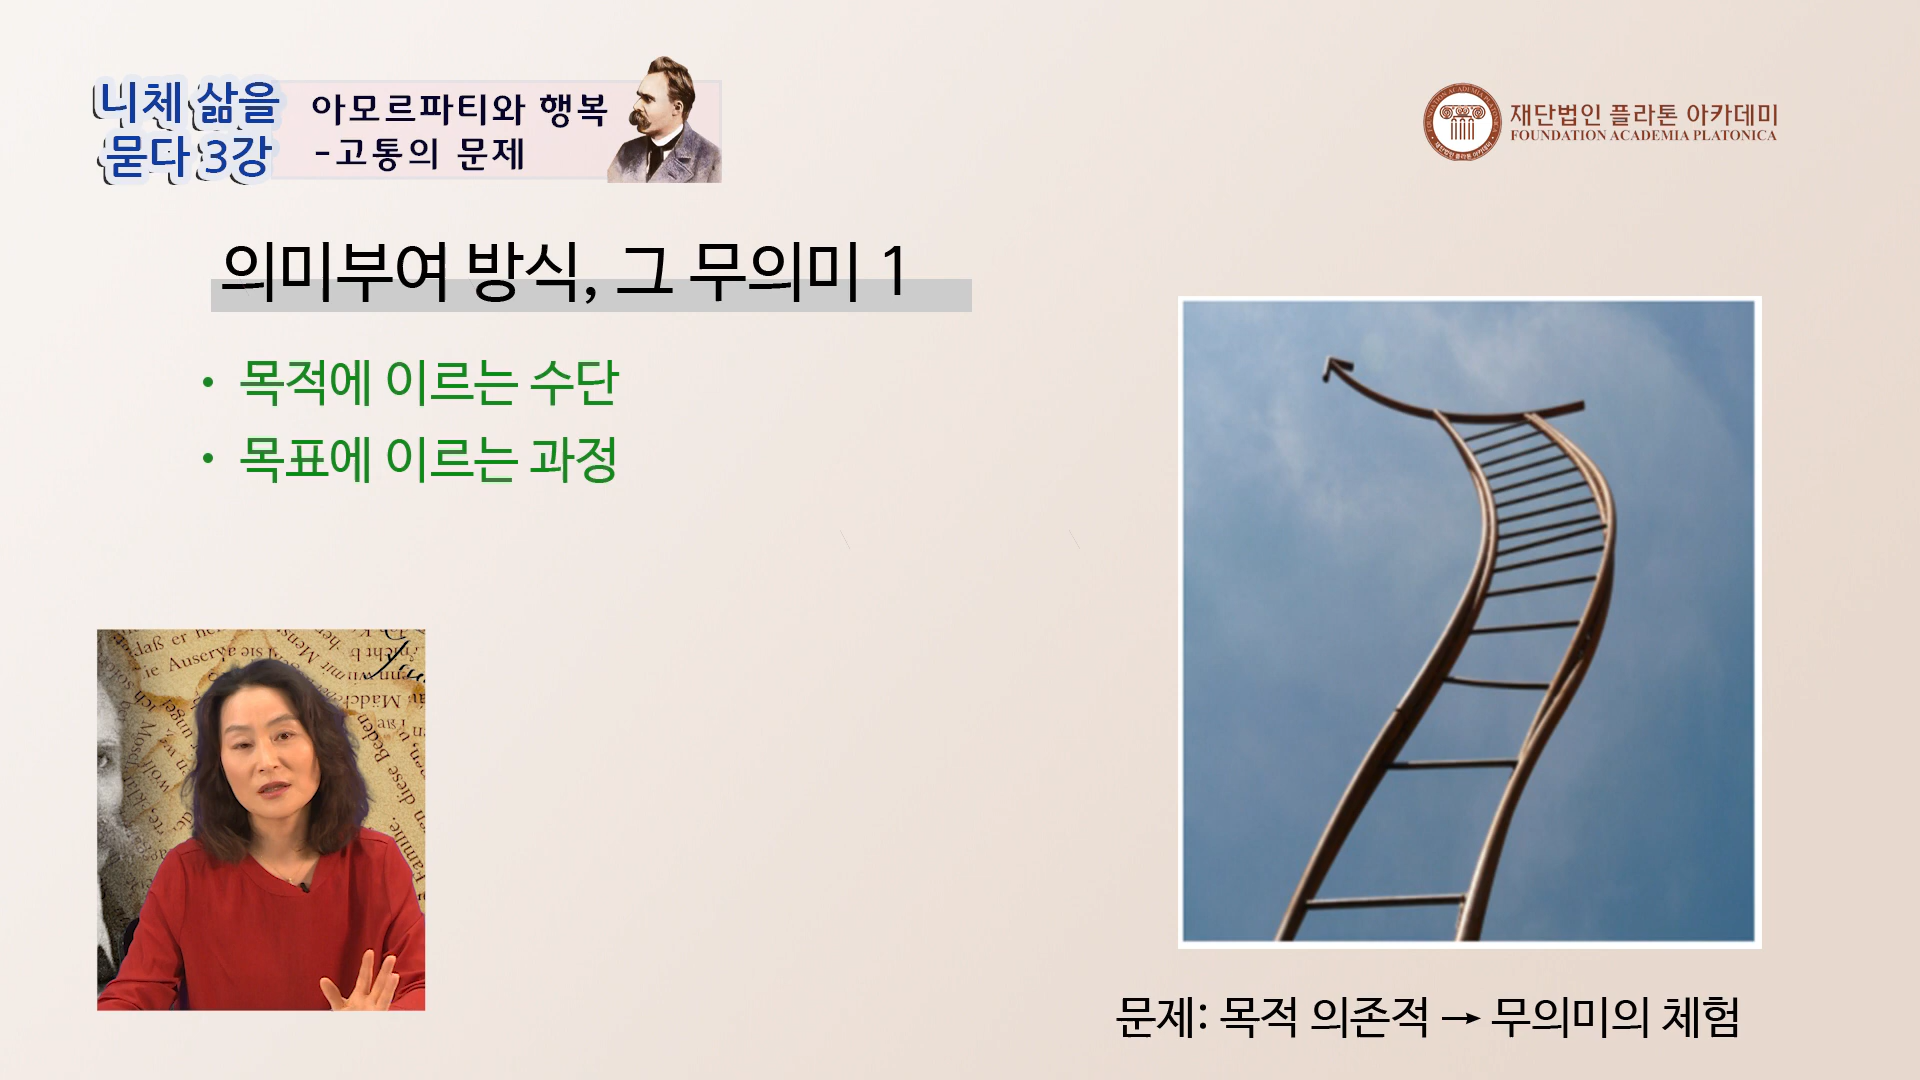 니체 삶을
묻다 3강
아모르파티와 행복
-고통의 문제
재단법인 플라톤 아카데미
FOUNDATION ACADEMIA PLATONICA
의미부여 방식, 그 무의미 1
• 목적에 이르는 수단
• 목표에 이르는 과정
문제: 목적 의존적 → 무의미의 체험